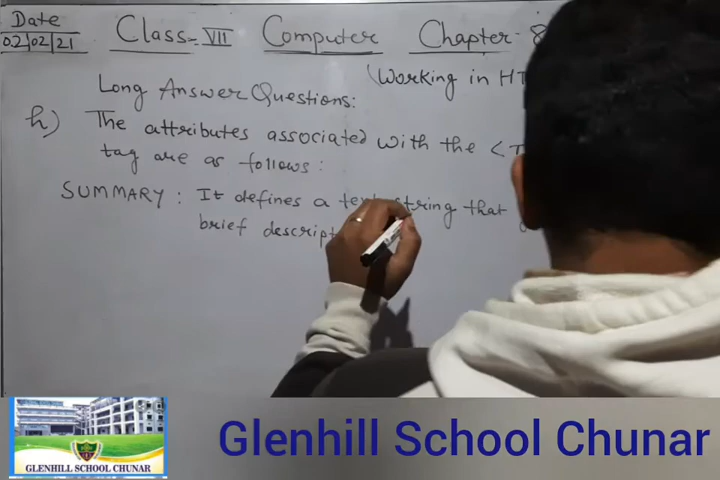 Date
02/02/21
Class-VII Computer Chapter-8
(Working in HT
Long Answer Questions:
h) The attributes associated with the <T
tag are as follows:
SUMMARY: It defines a text string that
brief descript
GLENHILL SCHOOL CHUNAR
Glenhill School Chunar